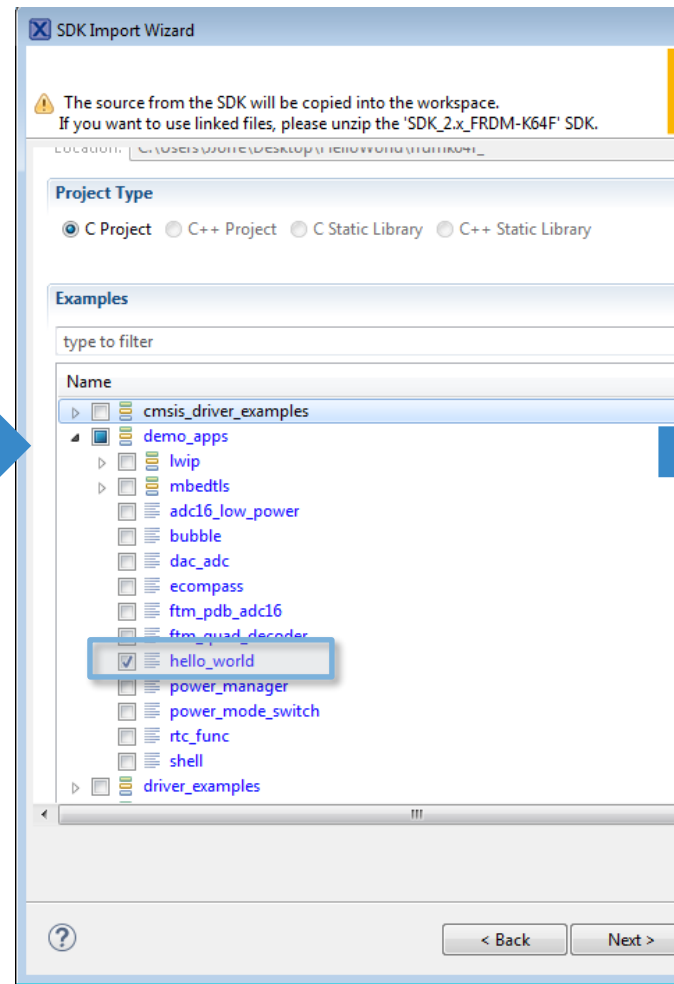 SDK Import Wizard
The source from the SDK will be copied into the workspace.
If you want to use linked files, please unzip the 'SDK_2.x_FRDM-K64F' SDK.
Location:
Project Type
C Project C++ Project C Static Library C++ Static Library
Examples
type to filter
Name
cmsis_driver_examples
demo_apps
lwip
mbedtls
adc16_low_power
bubble
dac_adc
ecompass
ftm_pdb_adc16
ftm_quad_decoder
hello_world
power_manager
power_mode_switch
rtc_func
shell
driver_examples
< Back Next >